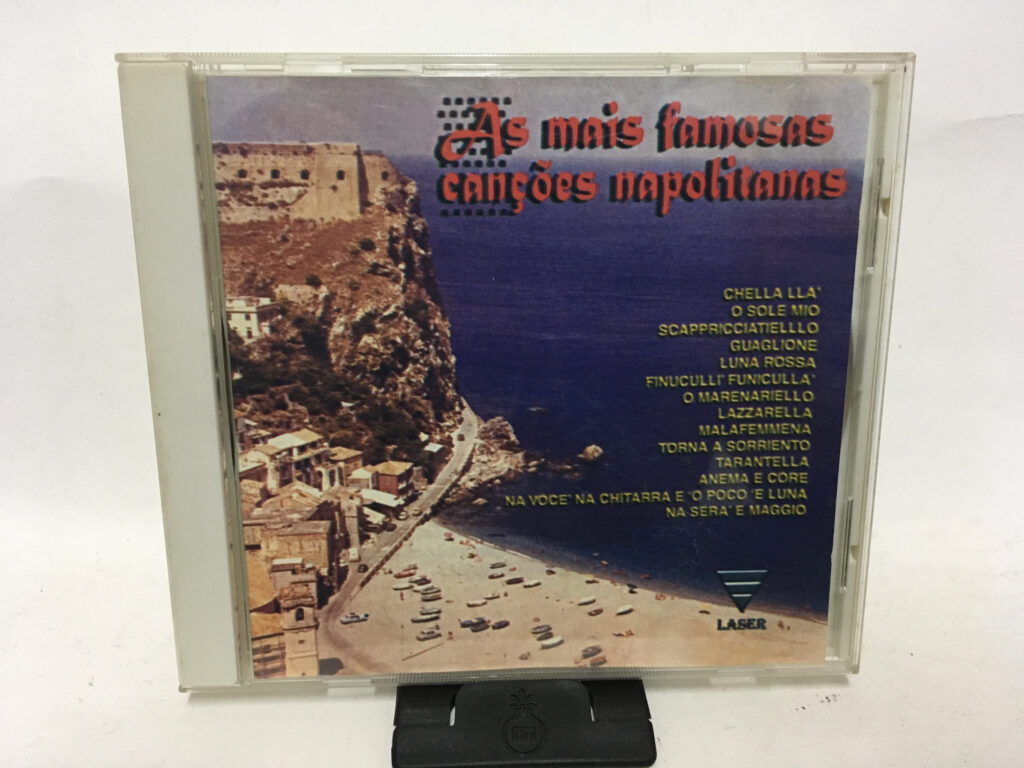 As mais famosas
canções napolitanas
CHELLA LLA'
O SOLE MIO
SCAPPRICCIATIELLLO
GUAGLIONE
LUNA ROSSA
FINUCULLI' FUNICULLA'
O MARENARIELLO
LAZZARELLA
MALAFEMMENA
TORNA A SORRIENTO
TARANTELLA
ANEMA E CORE
NA VOCE' NA CHITARRA E 'O POCO 'E LUNA
NA SERA' E MAGGIO
LASER